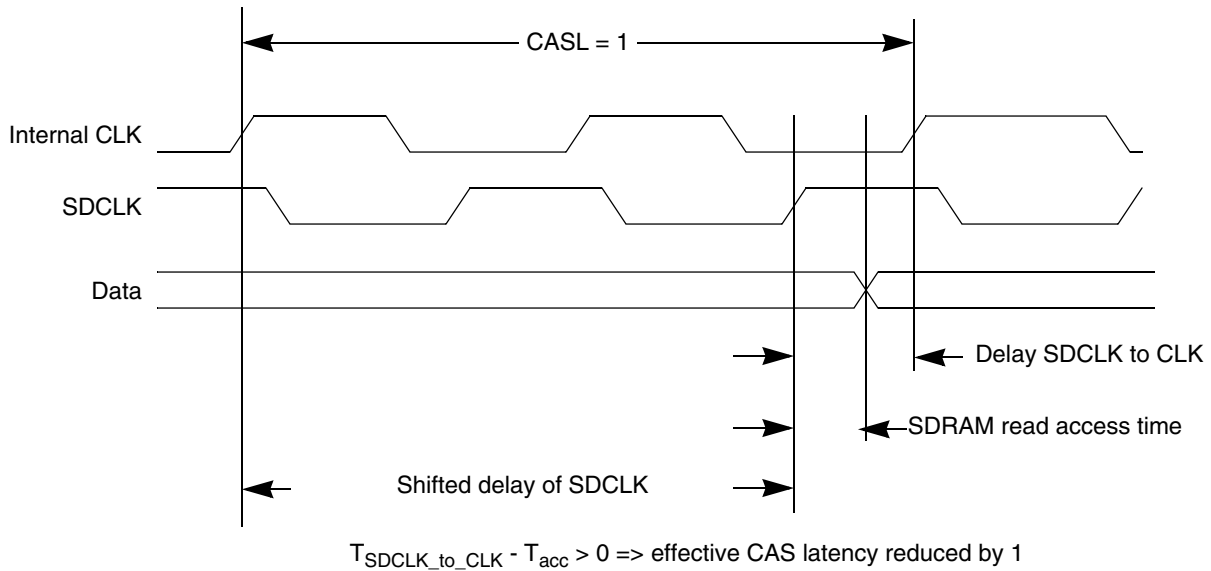 CASL = 1
Internal CLK
SDCLK
Data
Delay SDCLK to CLK
SDRAM read access time
Shifted delay of SDCLK
T_SDCLK_to_CLK - T_acc > 0 => effective CAS latency reduced by 1